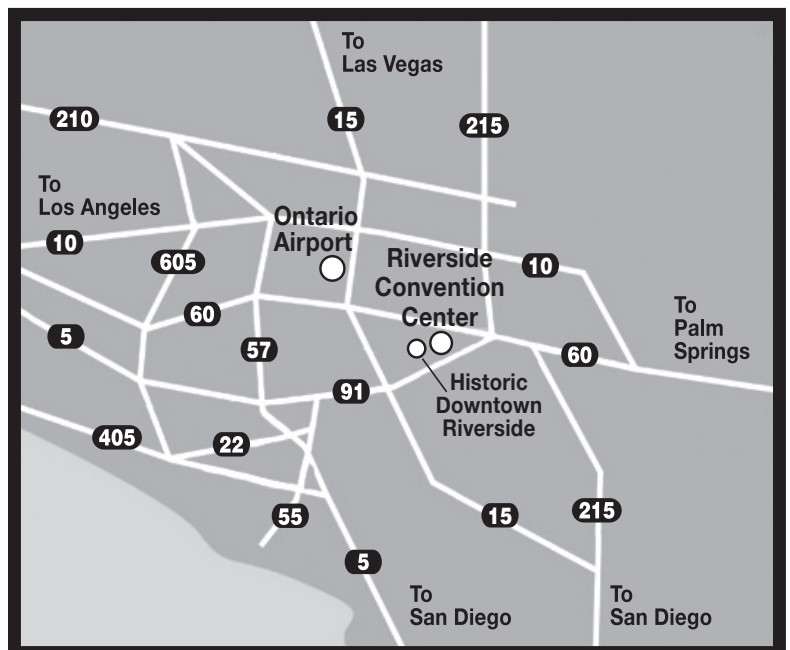 To
Las Vegas
210
15
215
To
Los Angeles
10
605
Ontario
Airport
Riverside
Convention
Center
10
To
Palm
Springs
60
5
57
60
91
Historic
Downtown
Riverside
405
22
55
15
215
5
To
San Diego
To
San Diego